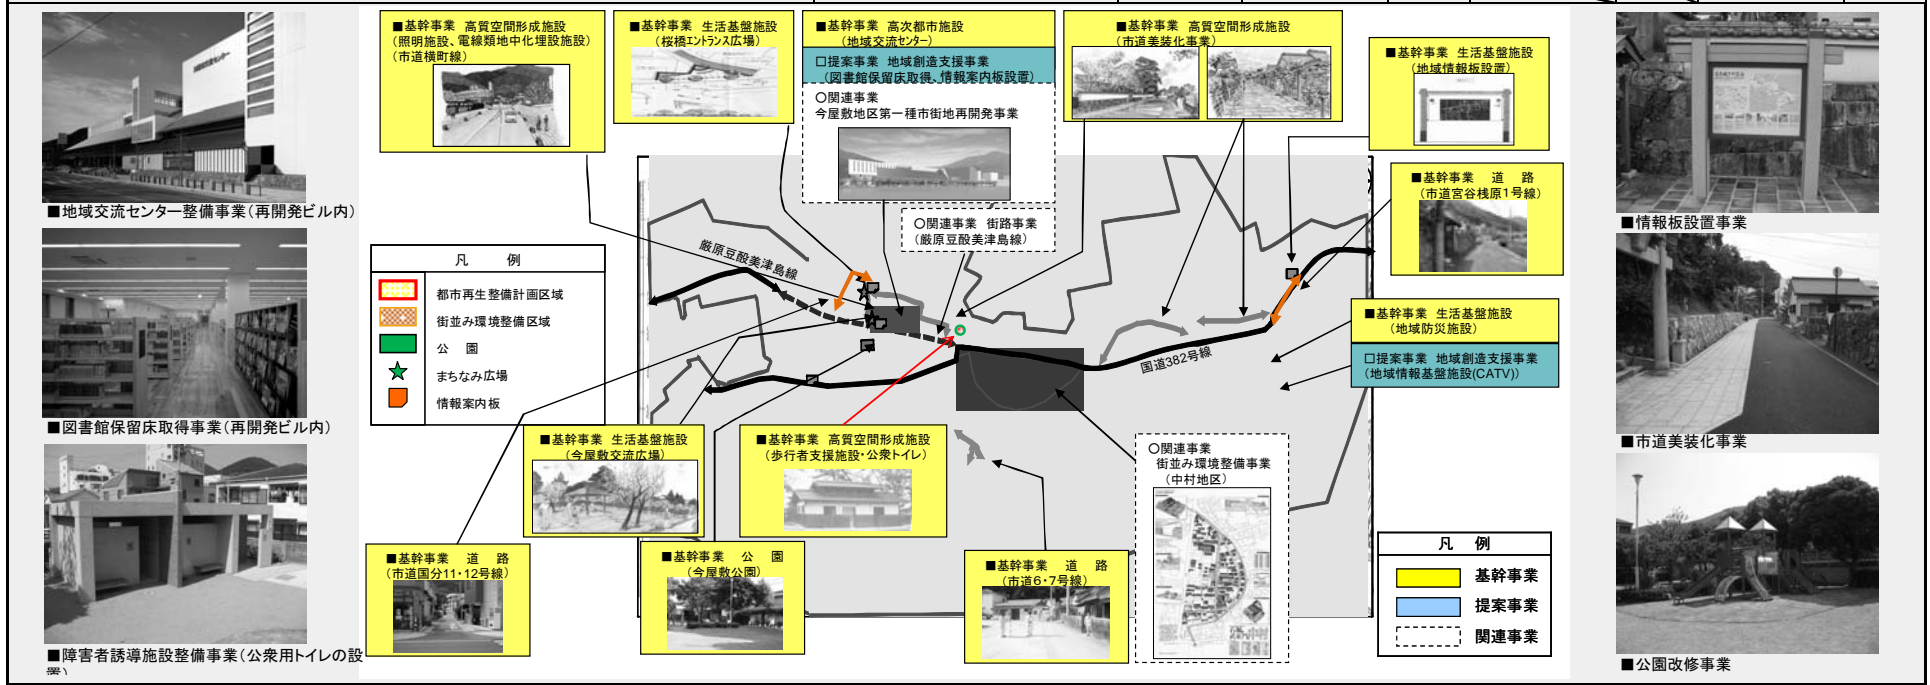 ■地域交流センター整備事業(再開発ビル内)
■図書館保留床取得事業(再開発ビル内)
■障害者誘導施設整備事業(公衆用トイレの設
置)
■基幹事業 高質空間形成施設
(照明施設、電線類地中化埋設施設)
(市道横町線)
■基幹事業 生活基盤施設
(桜橋エントランス広場)
■基幹事業 高次都市施設
(地域交流センター)
□提案事業 地域創造支援事業
(図書館保留床取得、情報案内板設置)
○関連事業
今屋敷地区第一種市街地再開発事業
○関連事業 街路事業
(厳原豆酘美津島線)
■基幹事業 高質空間形成施設
(市道美装化事業)
■基幹事業 生活基盤施設
(地域情報板設置)
■基幹事業 道 路
(市道宮谷桟原1号線)
凡 例
都市再生整備計画区域
街並み環境整備区域
公 園
まちなみ広場
情報案内板
厳原豆酘美津島線
国道382号線
■基幹事業 生活基盤施設
(地域防災施設)
□提案事業 地域創造支援事業
(地域情報基盤施設(CATV))
■基幹事業 生活基盤施設
(今屋敷交流広場)
■基幹事業 高質空間形成施設
(歩行者支援施設・公衆トイレ)
○関連事業
街並み環境整備事業
(中村地区)
■基幹事業 道 路
(市道国分11・12号線)
■基幹事業 公 園
(今屋敷公園)
■基幹事業 道 路
(市道6・7号線)
凡 例
基幹事業
提案事業
関連事業
■情報板設置事業
■市道美装化事業
■公園改修事業